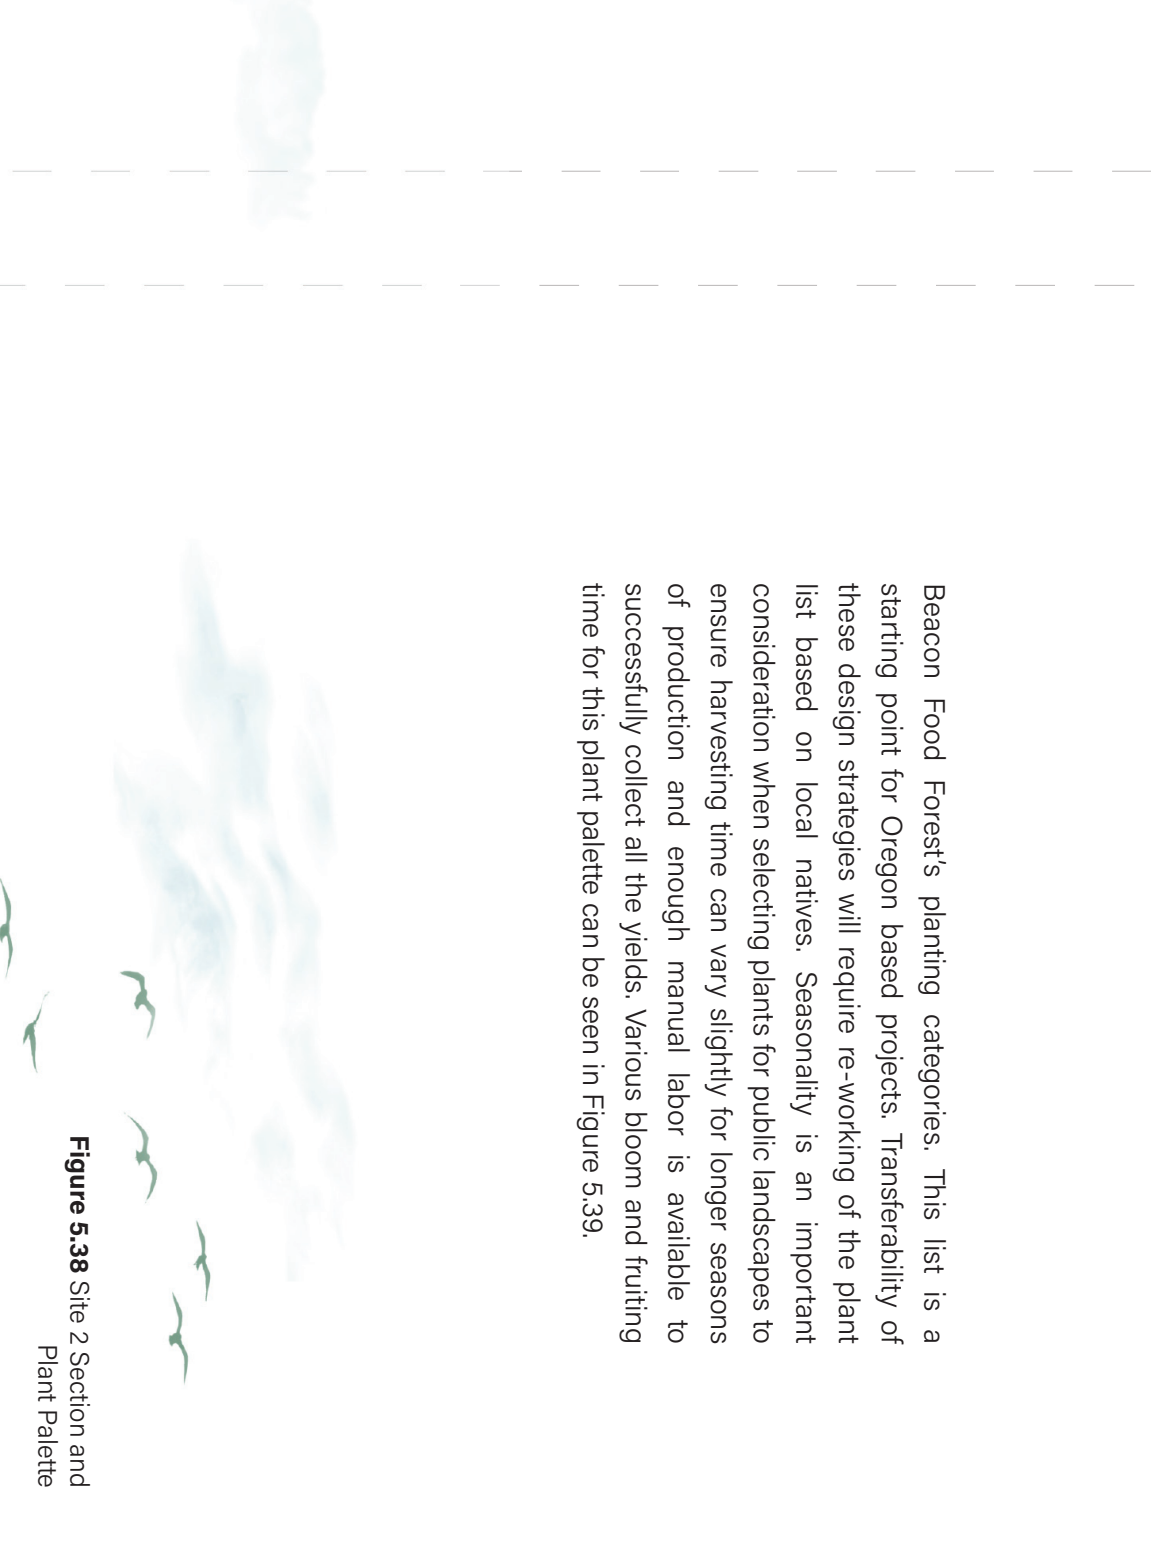 Beacon Food Forest's planting categories. This list is a
starting point for Oregon based projects. Transferability of
these design strategies will require re-working of the plant
list based on local natives. Seasonality is an important
consideration when selecting plants for public landscapes to
ensure harvesting time can vary slightly for longer seasons
of production and enough manual labor is available to
successfully collect all the yields. Various bloom and fruiting
time for this plant palette can be seen in Figure 5.39.
Figure 5.38 Site 2 Section and
Plant Palette